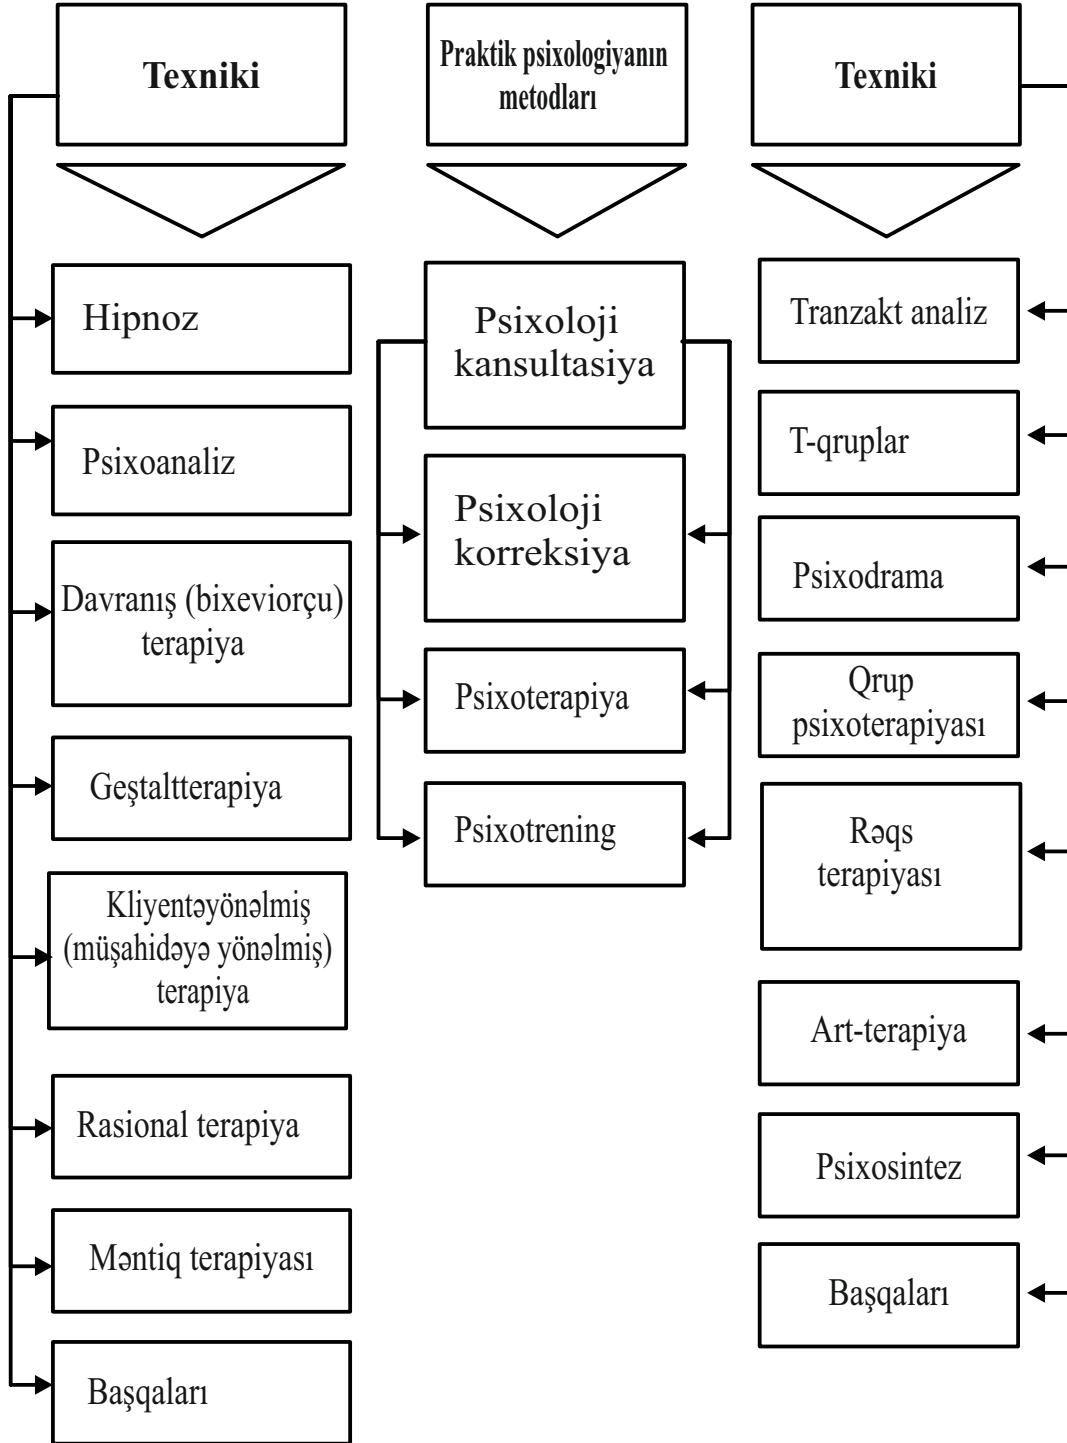 Texniki
Praktik psixologiyanın
metodları
Texniki
Hipnoz
Psixoanaliz
Davranış (bixeviorçu)
terapiya
Geştaltterapiya
Kliyentəyönəlmiş
(müşahidəyə yönəlmiş)
terapiya
Rasional terapiya
Məntiq terapiyası
Başqaları
Psixoloji
kansultasiya
Psixoloji
korreksiya
Psixoterapiya
Psixotrening
Tranzakt analiz
T-qruplar
Psixodrama
Qrup
psixoterapiyası
Rəqs
terapiyası
Art-terapiya
Psixosintez
Başqaları